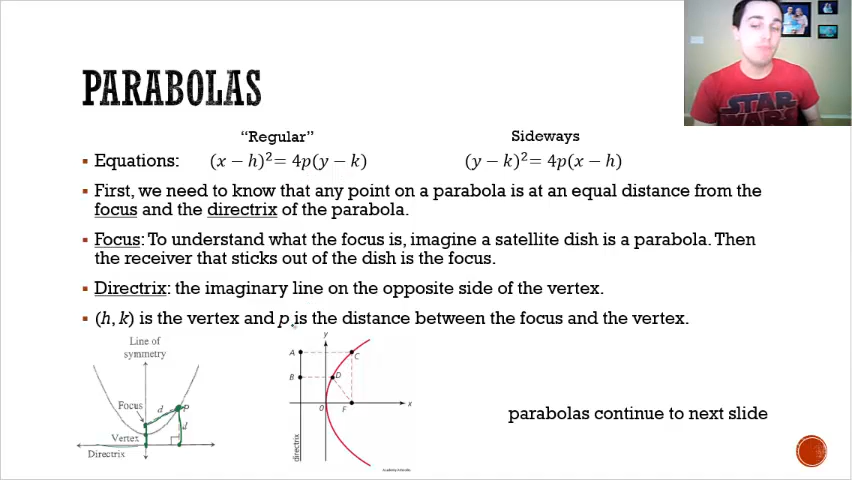 PARABOLAS
"Regular"
Sideways
Equations: (x − h)²= 4p(y − k) (y − k)²= 4p(x − h)
First, we need to know that any point on a parabola is at an equal distance from the
focus and the directrix of the parabola.
Focus: To understand what the focus is, imagine a satellite dish is a parabola. Then
the receiver that sticks out of the dish is the focus.
Directrix: the imaginary line on the opposite side of the vertex.
(h, k) is the vertex and p is the distance between the focus and the vertex.
Line of
symmetry
Focus
d
P
d
Vertex
Directrix
y
A
C
B
D
O
F
x
directrix
parabolas continue to next slide
STAR
WARS